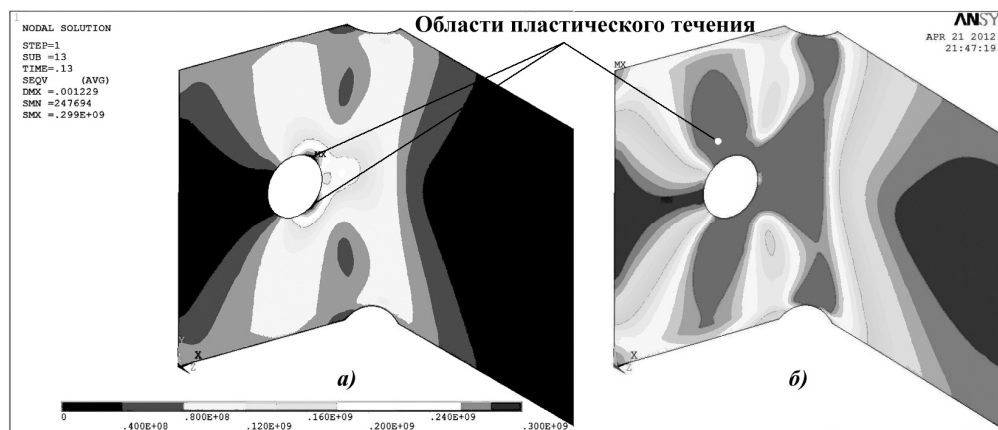 1
NODAL SOLUTION
STEP=1
SUB =13
TIME=.13
SEQV (AVG)
DMX =.001229
SMN =247694
SMX =.299E+09
Области пластического течения
ANSY
APR 21 2012
21:47:19
MX
MX
Y
X
Z
а)
X
Z
б)
0 .800E+08 .160E+09 .240E+09
.400E+08 .120E+09 .200E+09 .300E+09